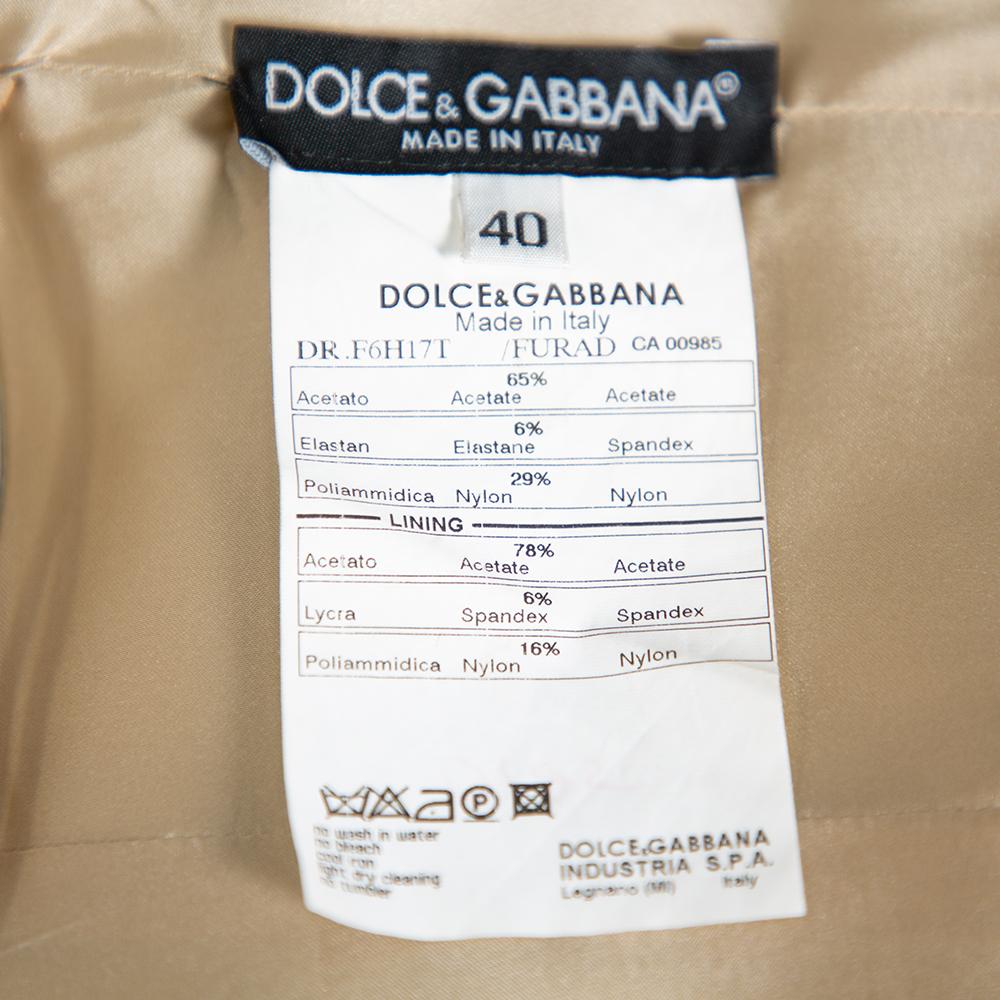 DOLCE & GABBANA®
MADE IN ITALY
40
DOLCE&GABBANA
Made in Italy
DR.F6H17T /FURAD CA 00985
65%
Acetato Acetate Acetate
6%
Elastan Elastane Spandex
29%
Poliammidica Nylon Nylon
LINING
78%
Acetato Acetate Acetate
6%
Lycra Spandex Spandex
16%
Poliammidica Nylon Nylon
P
no wash in water
no bleach
cool iron
light dry cleaning
no tumbler
DOLCE&GABBANA
INDUSTRIA S.P.A.
Legnano (MI) Italy